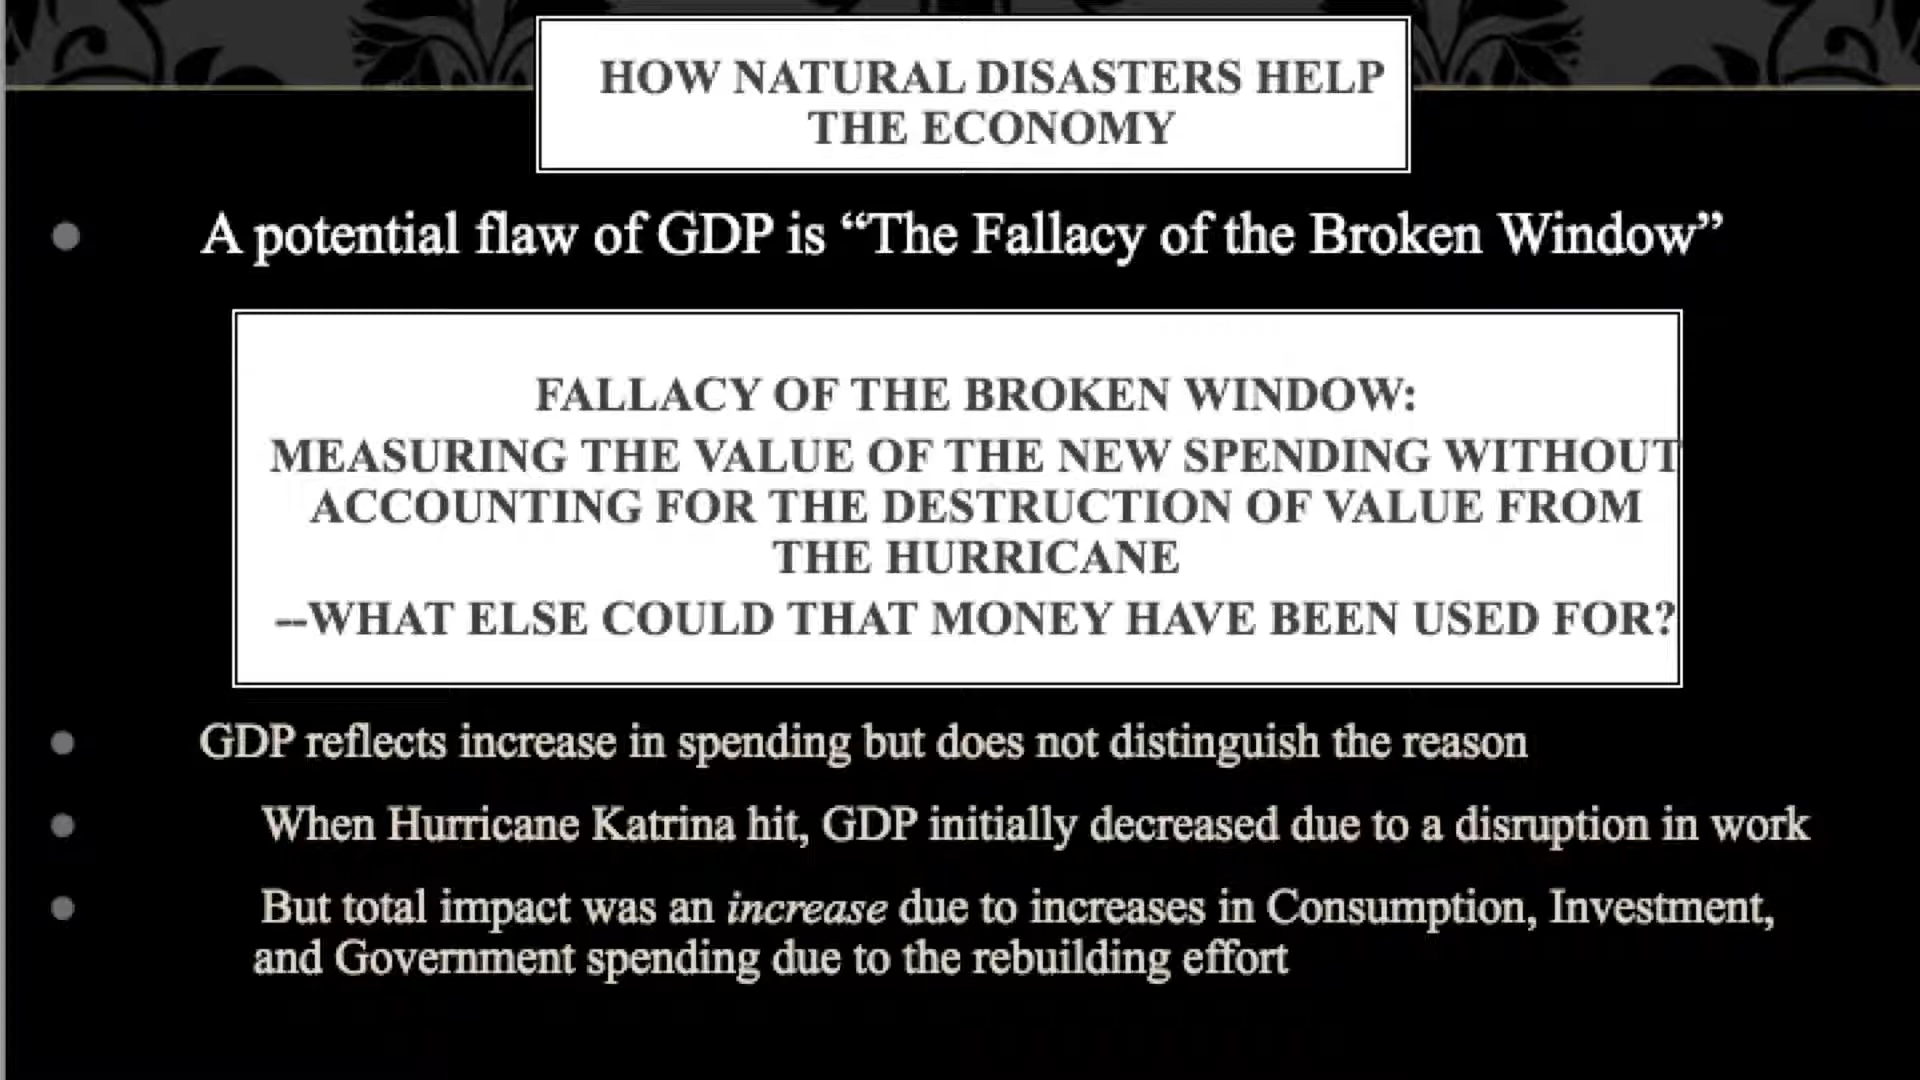 HOW NATURAL DISASTERS HELP
THE ECONOMY
A potential flaw of GDP is “The Fallacy of the Broken Window”
FALLACY OF THE BROKEN WINDOW:
MEASURING THE VALUE OF THE NEW SPENDING WITHOUT
ACCOUNTING FOR THE DESTRUCTION OF VALUE FROM
THE HURRICANE
--WHAT ELSE COULD THAT MONEY HAVE BEEN USED FOR?
GDP reflects increase in spending but does not distinguish the reason
When Hurricane Katrina hit, GDP initially decreased due to a disruption in work
But total impact was an increase due to increases in Consumption, Investment,
and Government spending due to the rebuilding effort